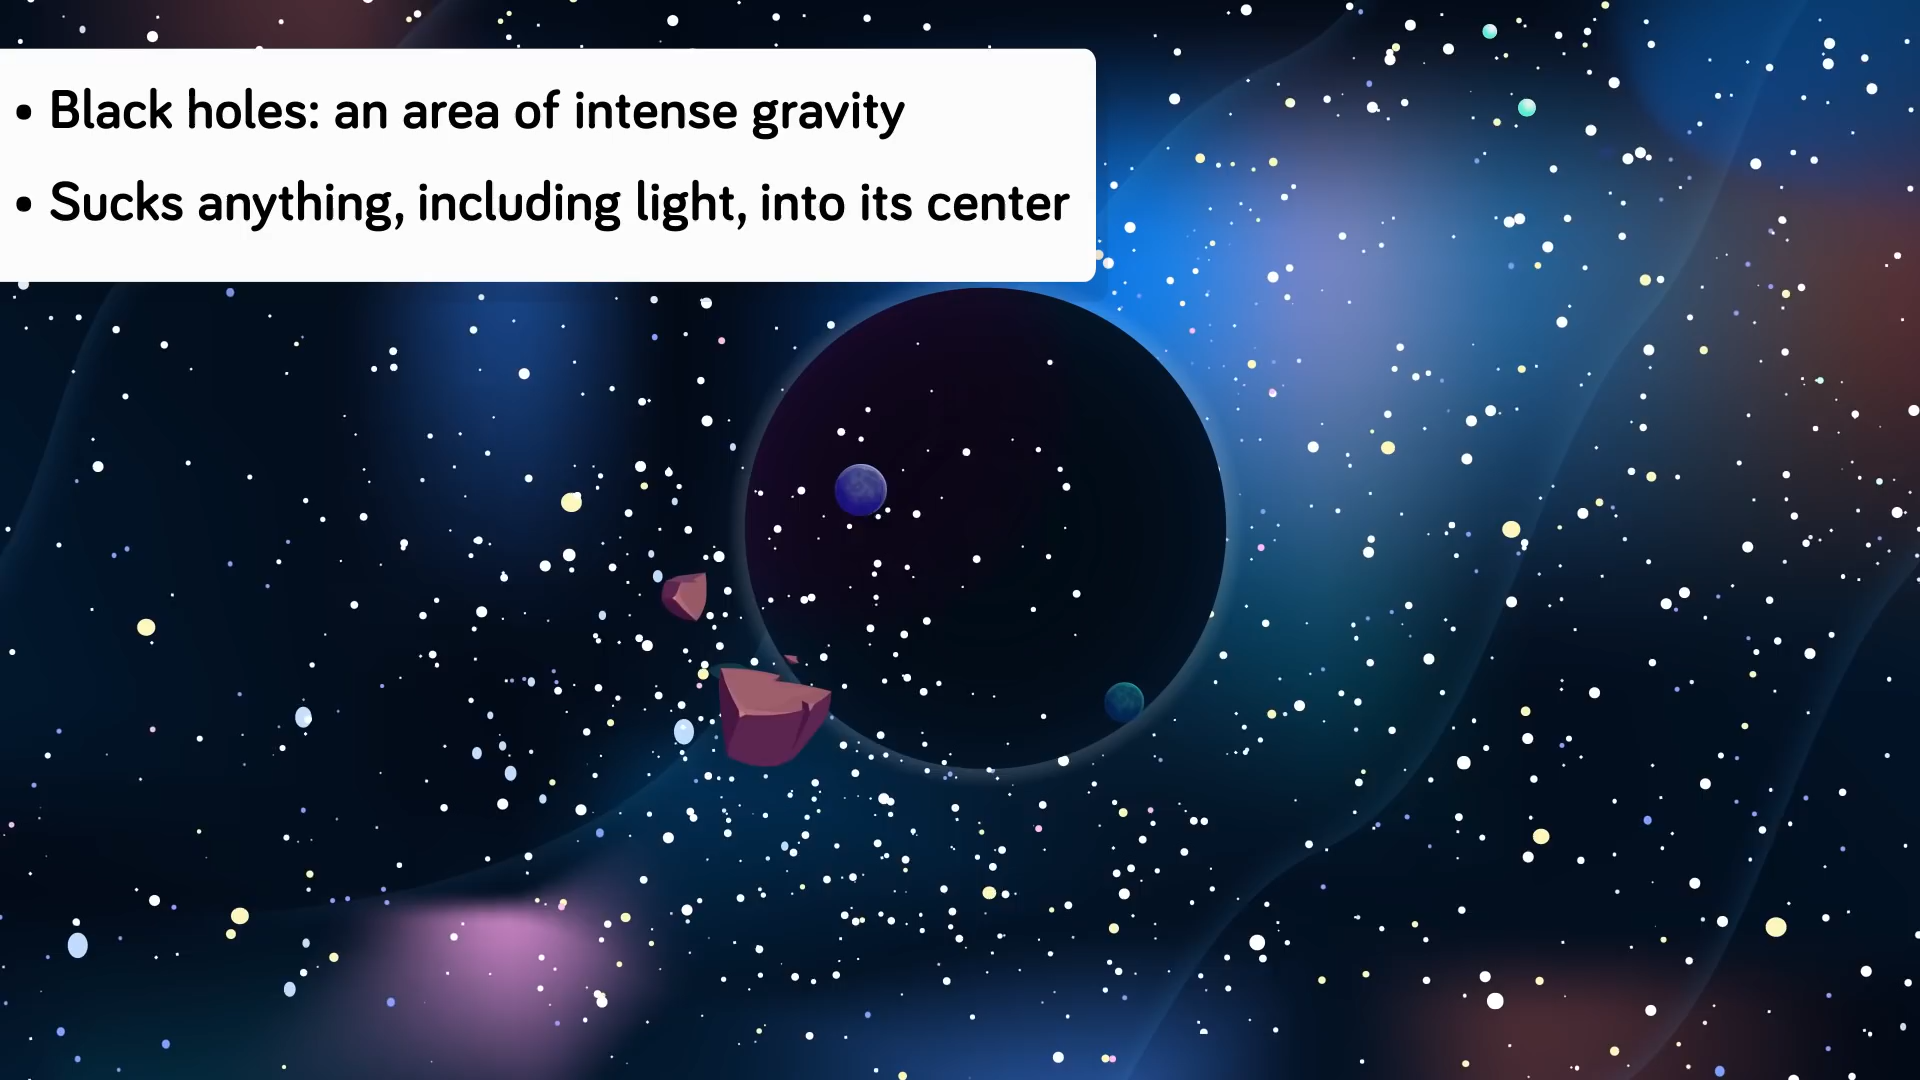 • Black holes: an area of intense gravity
• Sucks anything, including light, into its center